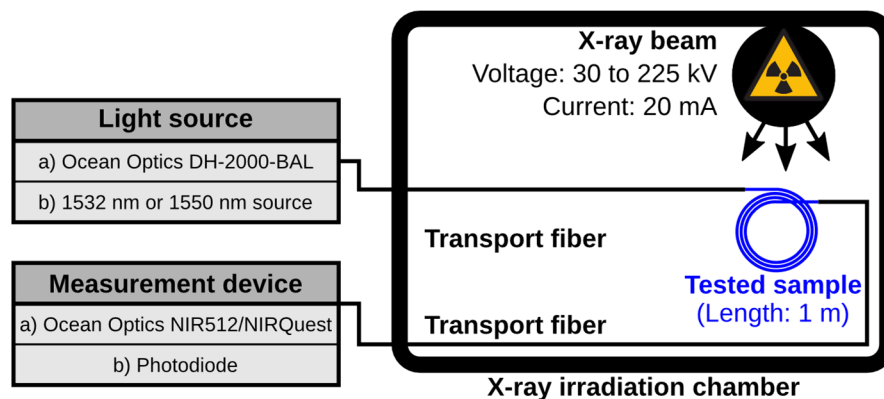 X-ray beam
Voltage: 30 to 225 kV
Current: 20 mA
Light source
a) Ocean Optics DH-2000-BAL
b) 1532 nm or 1550 nm source
Transport fiber
Measurement device
a) Ocean Optics NIR512/NIRQuest
b) Photodiode
Tested sample
(Length: 1 m)
Transport fiber
X-ray irradiation chamber